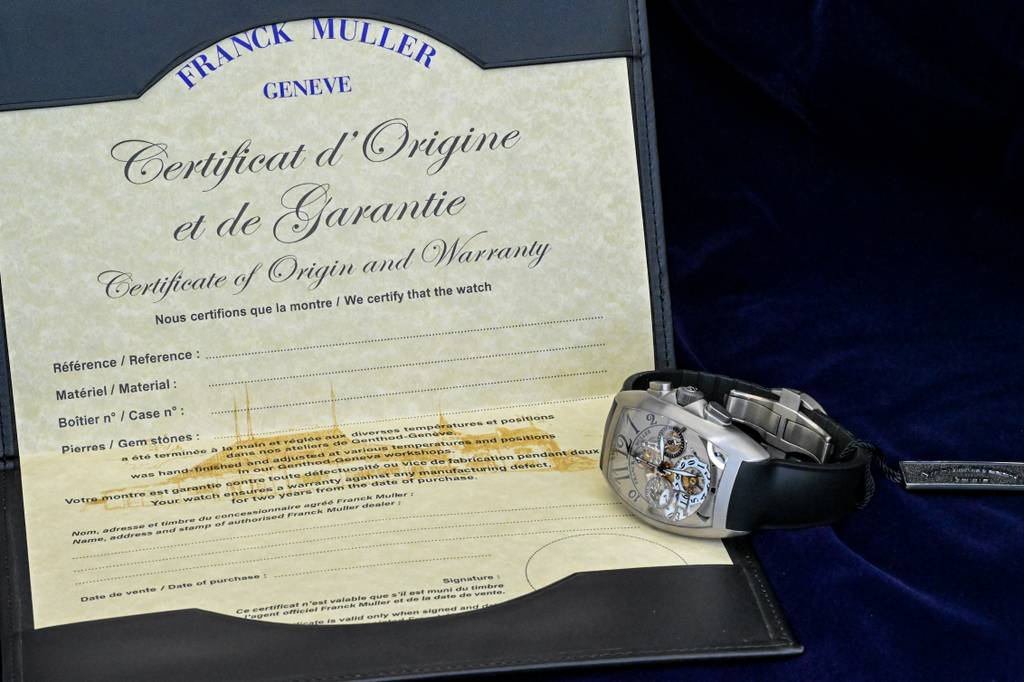 FRANCK MULLER
GENEVE
Certificat d'Origine
et de Garantie
Certificate of Origin and Warranty
Nous certifions que la montre / We certify that the watch
Référence / Reference :
Matériel / Material :
Boîtier n° / Case n° :
Pierres / Gem stones :
a été terminée à la main et réglée aux diverses températures et positions
dans nos ateliers de Genthod-Genève.
was hand-finished and adjusted at various temperatures and positions
in our Genthod-Geneva workshops.
Votre montre est garantie contre toute défectuosité ou vice de fabrication pendant deux
Your watch ensures a warranty against any manufacturing defect,
for two years from the date of purchase.
Nom, adresse et timbre du concessionnaire agréé Franck Muller :
Name, address and stamp of authorised Franck Muller dealer :
Date de vente / Date of purchase :
Signature :
Ce certificat n'est valable que s'il est muni du timbre
l'agent officiel Franck Muller et de la date de vente.
is valid only when signed and